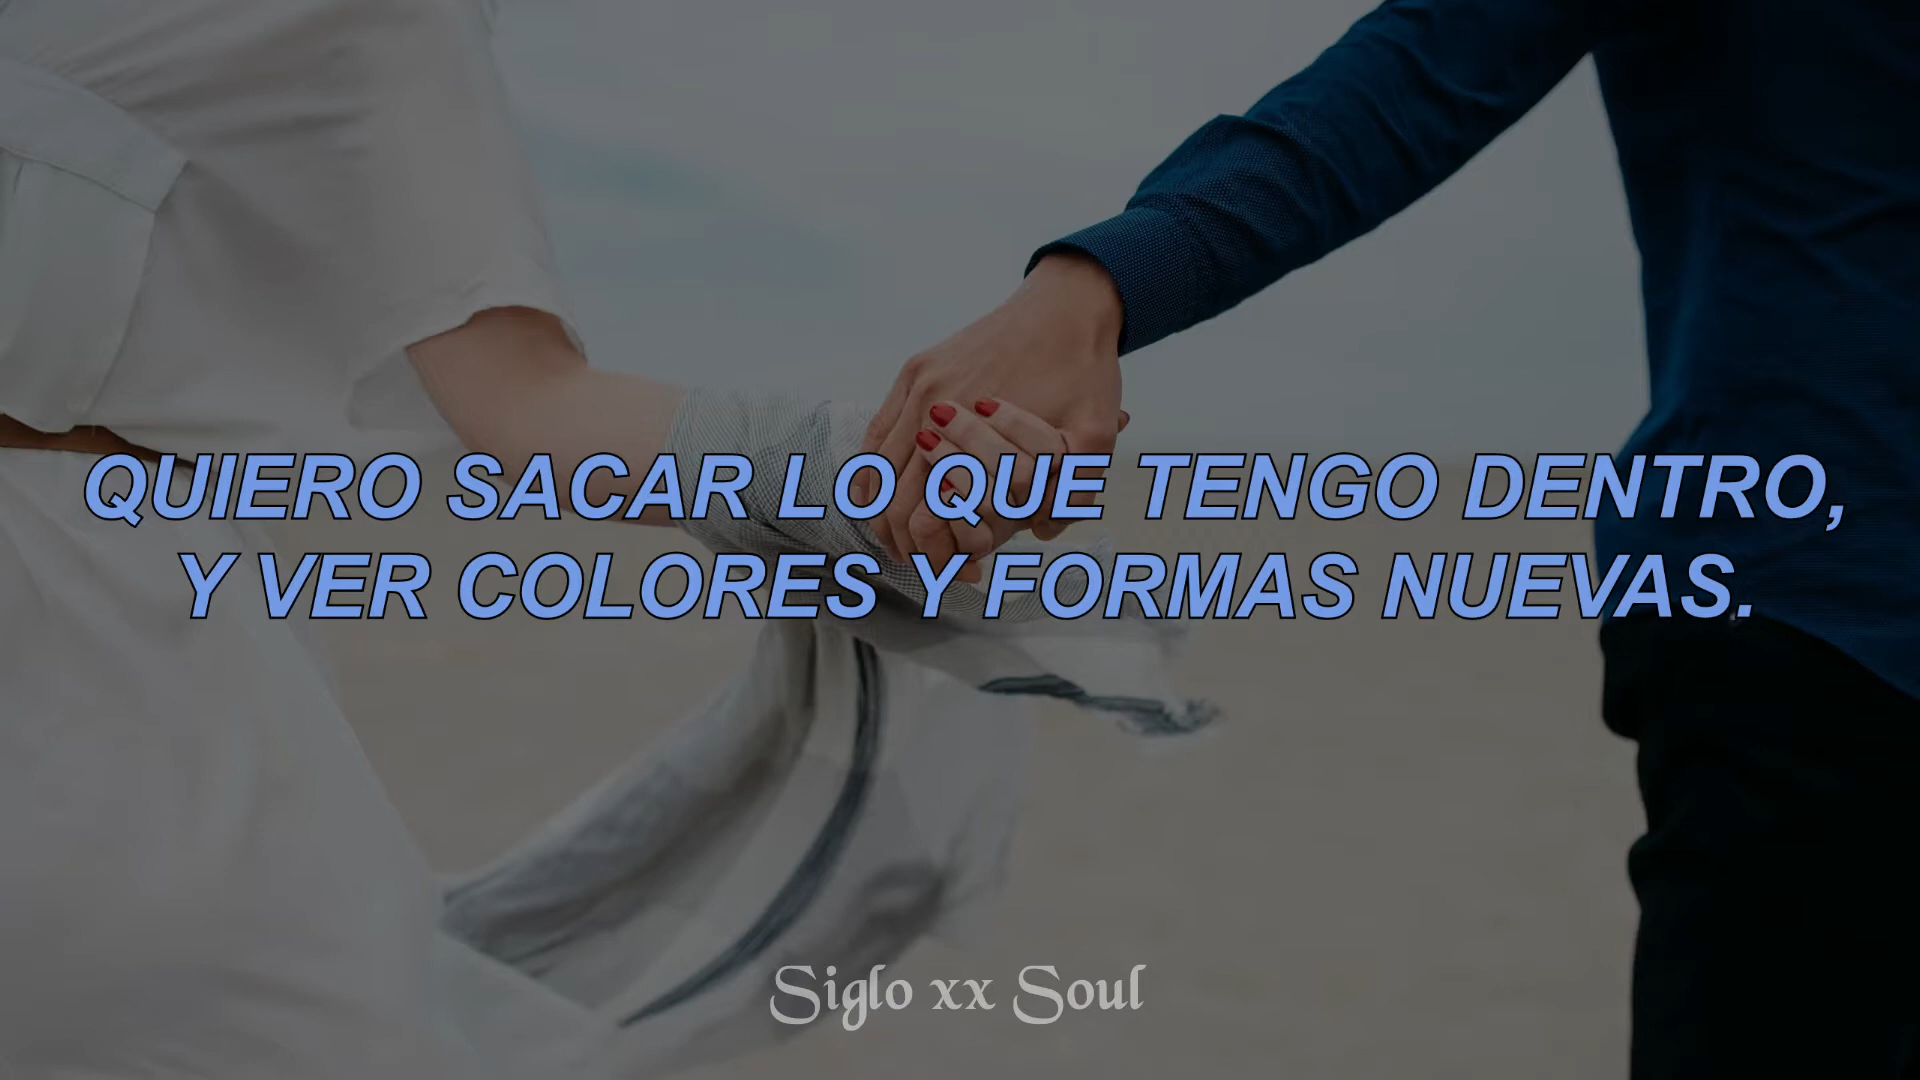 QUIERO SACAR LO QUE TENGO DENTRO,
Y VER COLORES Y FORMAS NUEVAS.
Siglo xx Soul